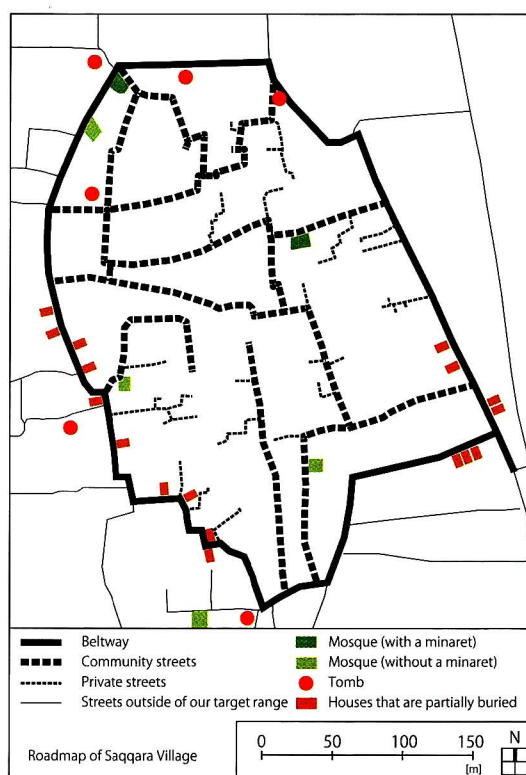 Beltway
Community streets
Private streets
Streets outside of our target range
Mosque (with a minaret)
Mosque (without a minaret)
Tomb
Houses that are partially buried
Roadmap of Saqqara Village
0 50 100 150
[m]
N